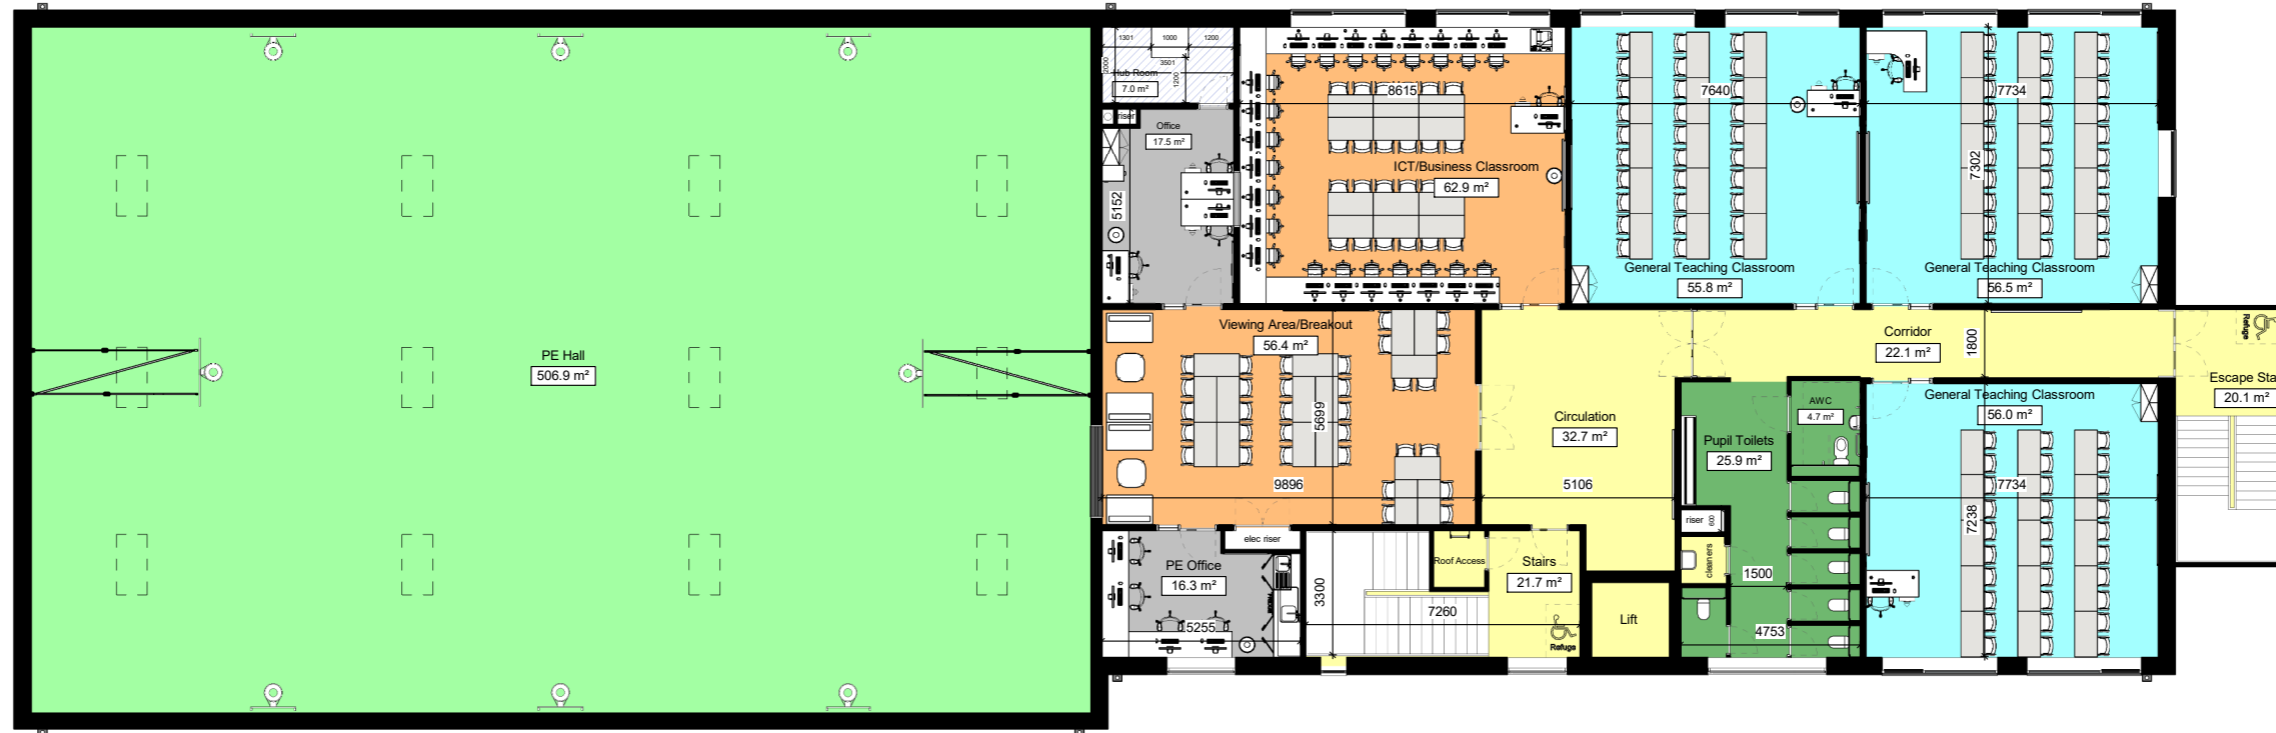 1301
1000
1200
2000
3501
1200
Hub Room
7.0 m²
riser
Office
17.5 m²
5152
8615
ICT/Business Classroom
62.9 m²
7640
General Teaching Classroom
55.8 m²
7734
7302
General Teaching Classroom
56.5 m²
PE Hall
506.9 m²
Viewing Area/Breakout
56.4 m²
5699
9896
Circulation
32.7 m²
5106
Corridor
22.1 m²
1800
Refuge
Escape Sta
20.1 m²
Pupil Toilets
25.9 m²
AWC
4.7 m²
General Teaching Classroom
56.0 m²
7734
7238
riser
600
cleaners
1500
4753
elec riser
PE Office
16.3 m²
5255
3300
7260
Roof Access
Stairs
21.7 m²
Refuge
Lift